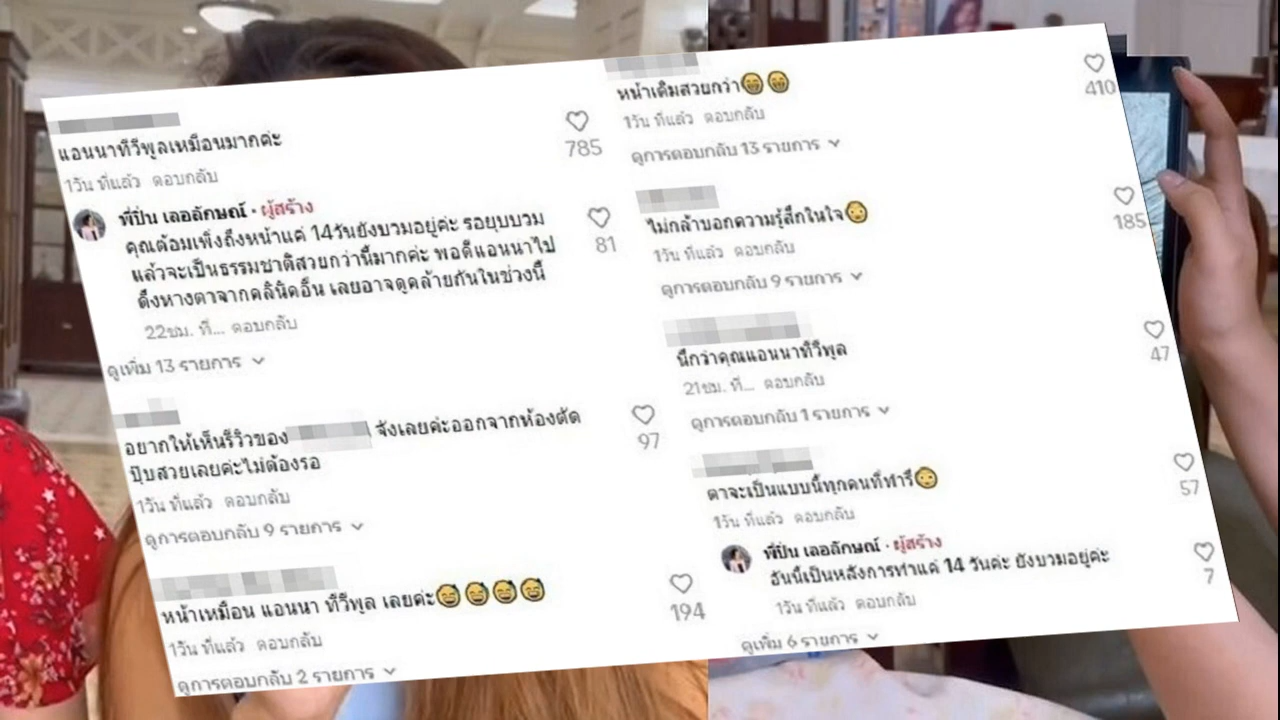 แอนนาทีวีพูลเหมือนมากค่ะ
785
1วัน ที่แล้ว ตอบกลับ
พี่ปิ่น เลอลักษณ์ · ผู้สร้าง
คุณต้อมเพิ่งถึงหน้าแค่ 14วันยังบวมอยู่ค่ะ รอยุบบวม
แล้วจะเป็นธรรมชาติสวยกว่านี้มากค่ะ พอดีแอนนาไป
ดึงหางตาจากคลินิคอื่น เลยอาจดูคล้ายกันในช่วงนี้
81
22ชม. ที่... ตอบกลับ
ดูเพิ่ม 13 รายการ
อยากให้เห็นรีวิวของ จังเลยค่ะออกจากห้องตัด
ปุ๊บสวยเลยค่ะไม่ต้องรอ
97
1วัน ที่แล้ว ตอบกลับ
ดูการตอบกลับ 9 รายการ
หน้าเหมือน แอนนา ทีวีพูล เลยค่ะ😅😅😅😅
194
1วัน ที่แล้ว ตอบกลับ
ดูการตอบกลับ 2 รายการ
หน้าเดิมสวยกว่า😁😁
410
1วัน ที่แล้ว ตอบกลับ
ดูการตอบกลับ 13 รายการ
ไม่กล้าบอกความรู้สึกในใจ😳
185
1วัน ที่แล้ว ตอบกลับ
ดูการตอบกลับ 9 รายการ
นึกว่าคุณแอนนาทีวีพูล
47
21ชม. ที่... ตอบกลับ
ดูการตอบกลับ 1 รายการ
ตาจะเป็นแบบนี้ทุกคนที่ฟารี่😳
57
1วัน ที่แล้ว ตอบกลับ
พี่ปิ่น เลอลักษณ์ · ผู้สร้าง
อันนี้เป็นหลังการทำแค่ 14 วันค่ะ ยังบวมอยู่ค่ะ
7
1วัน ที่แล้ว ตอบกลับ
ดูเพิ่ม 6 รายการ